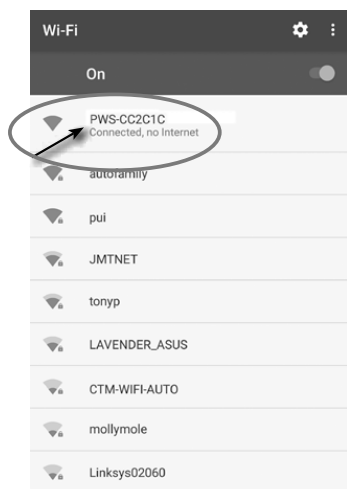 Wi-Fi
On
PWS-CC2C1C
Connected, no Internet
autofamily
pui
JMTNET
tonyp
LAVENDER_ASUS
CTM-WIFI-AUTO
mollymole
Linksys02060